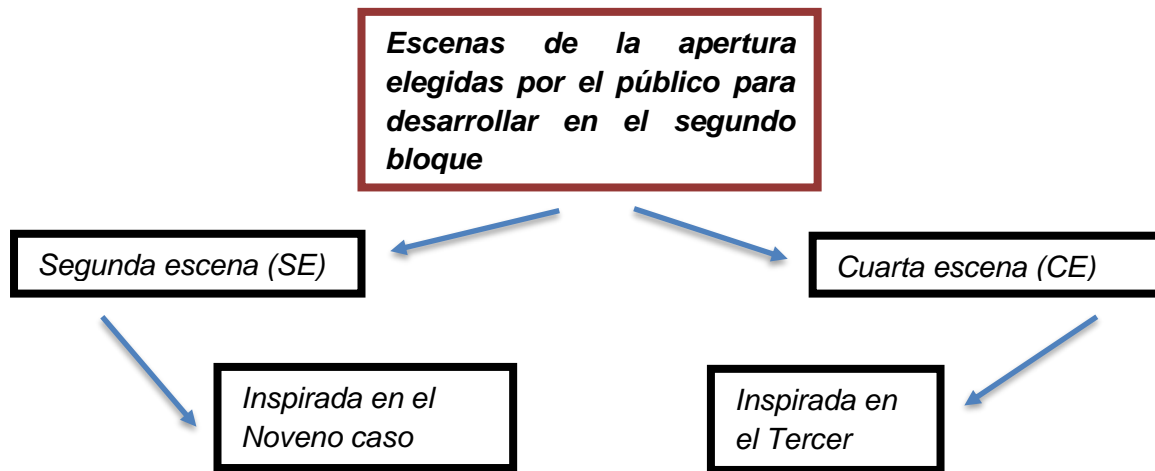 Escenas de la apertura
elegidas por el público para
desarrollar en el segundo
bloque
Segunda escena (SE)
Cuarta escena (CE)
Inspirada en el
Noveno caso
Inspirada en
el Tercer